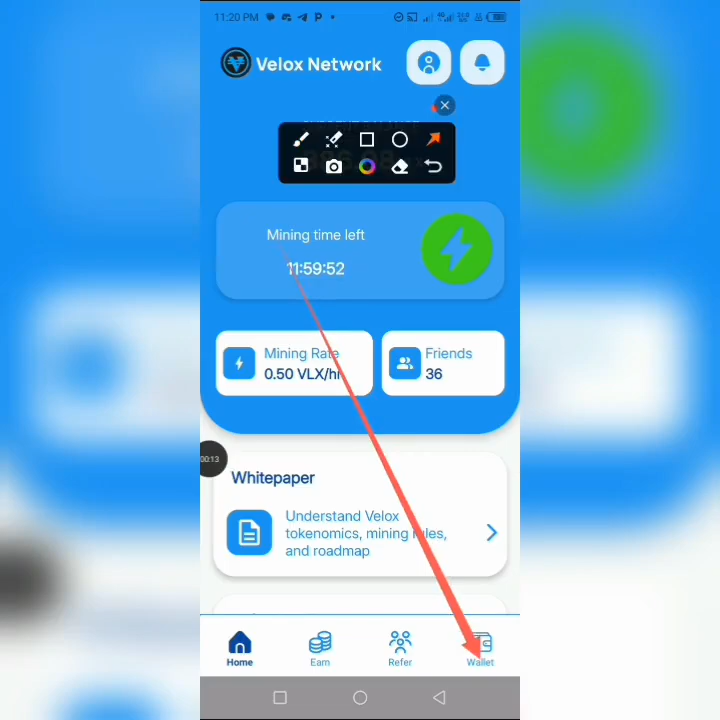 11:20 PM
Velox Network
Mining time left
11:59:52
Mining Rate
0.50 VLX/hr
Friends
36
00:13
Whitepaper
Understand Velox
tokenomics, mining rules,
and roadmap
Home
Earn
Refer
Wallet